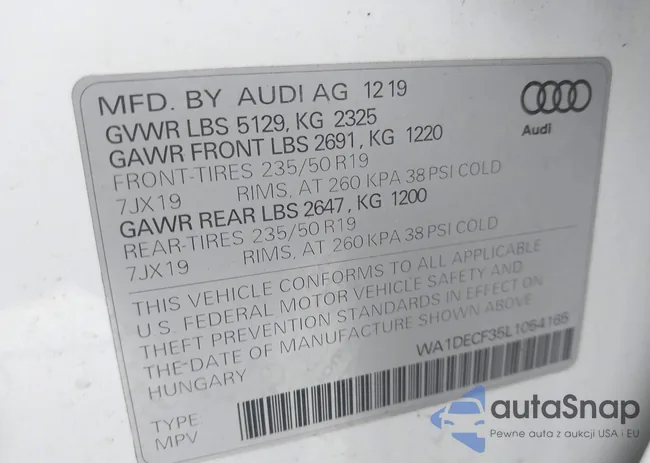 MFD. BY AUDI AG 12 19
GVWR LBS 5129, KG 2325
GAWR FRONT LBS 2691, KG 1220
FRONT-TIRES 235/50 R19
7JX19 RIMS, AT 260 KPA 38 PSI COLD
GAWR REAR LBS 2647, KG 1200
REAR-TIRES 235/50 R19
7JX19 RIMS, AT 260 KPA 38 PSI COLD
Audi
THIS VEHICLE CONFORMS TO ALL APPLICABLE
U.S. FEDERAL MOTOR VEHICLE SAFETY AND
THEFT PREVENTION STANDARDS IN EFFECT ON
THE-DATE OF MANUFACTURE SHOWN ABOVE.
HUNGARY
WA1DECF35L1064165
TYPE
MPV
autaSnap
Pewne auta z aukcji USA i EU